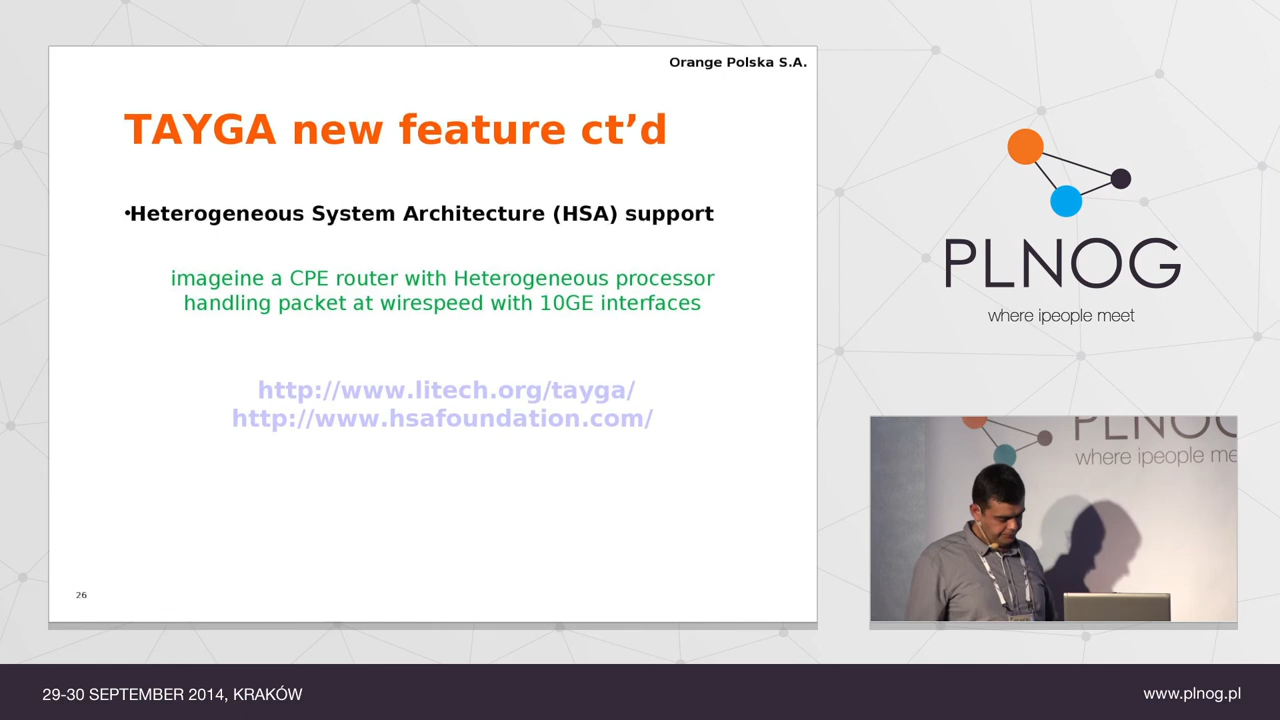 Orange Polska S.A.
TAYGA new feature ct’d
•Heterogeneous System Architecture (HSA) support
imageine a CPE router with Heterogeneous processor
handling packet at wirespeed with 10GE interfaces
http://www.litech.org/tayga/
http://www.hsafoundation.com/
26
PLNOG
where ipeople meet
PLNOG
where ipeople me
29-30 SEPTEMBER 2014, KRAKÓW
www.plnog.pl